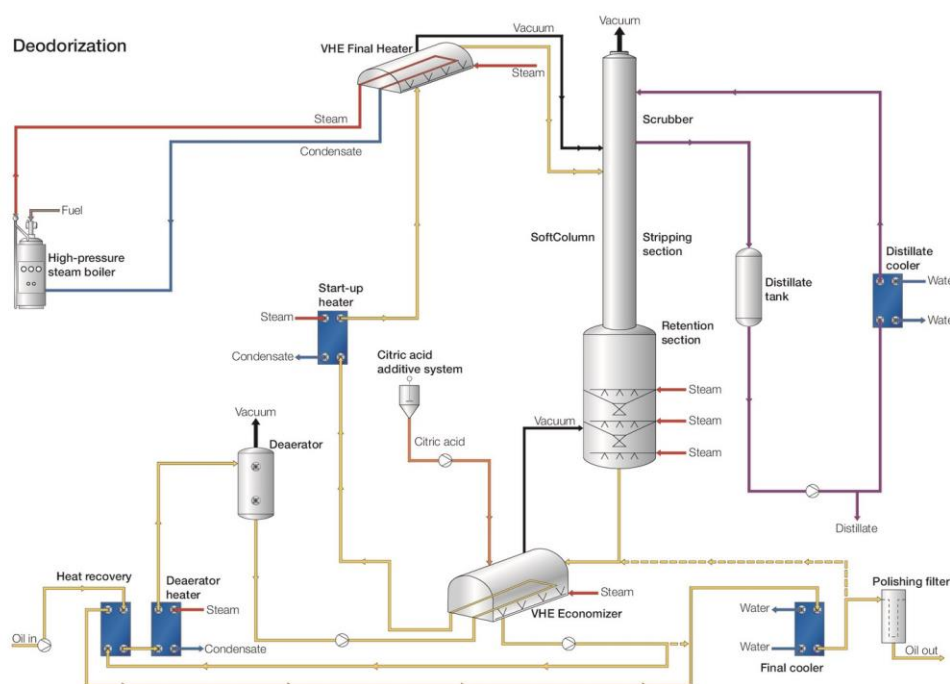 Deodorization
Vacuum
VHE Final Heater
Vacuum
Steam
Steam
Condensate
Scrubber
Fuel
High-pressure
steam boiler
SoftColumn
Stripping
section
Distillate
tank
Distillate
cooler
Water
Water
Start-up
heater
Steam
Condensate
Retention
section
Citric acid
additive system
Steam
Steam
Steam
Vacuum
Deaerator
Vacuum
Citric acid
Distillate
Heat recovery
Deaerator
heater
Steam
Condensate
Oil in
Steam
VHE Economizer
Water
Water
Final cooler
Polishing filter
Oil out